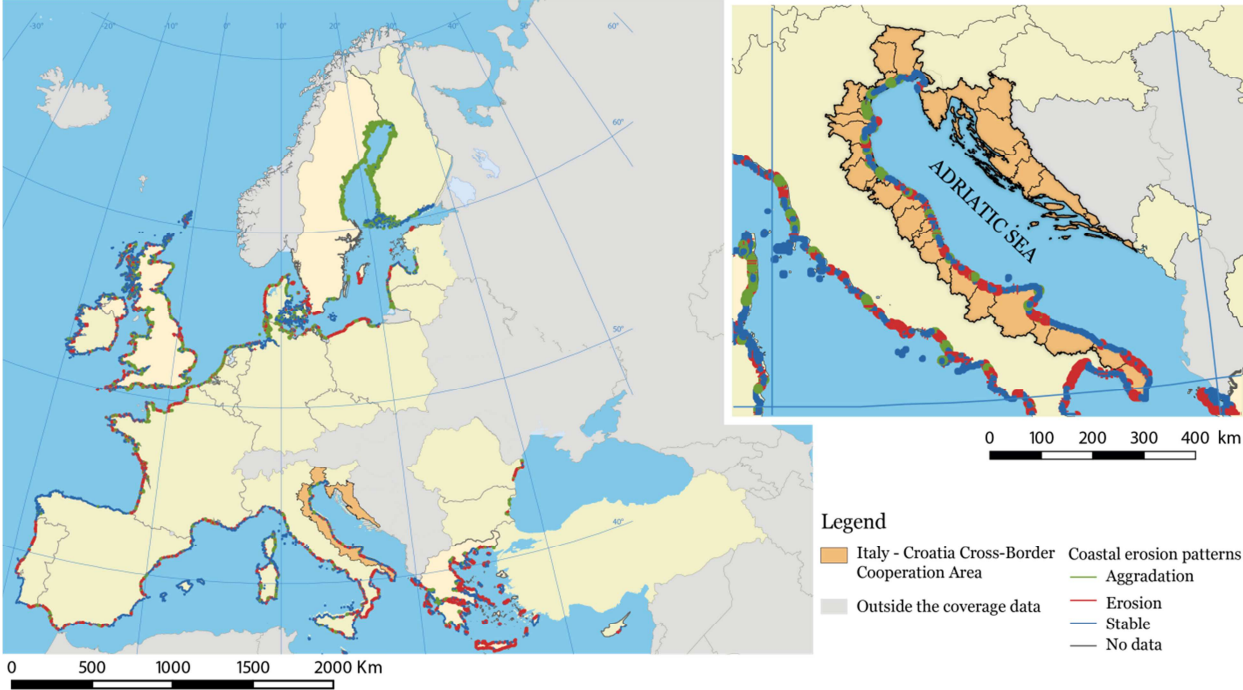 -30°
-20°
-10°
0°
10°
20°
30°
40°
50°
60°
60°
50°
40°
ADRIATIC SEA
0 100 200 300 400 km
Legend
Italy - Croatia Cross-Border
Cooperation Area
Outside the coverage data
Coastal erosion patterns
Aggradation
Erosion
Stable
No data
0 500 1000 1500 2000 Km